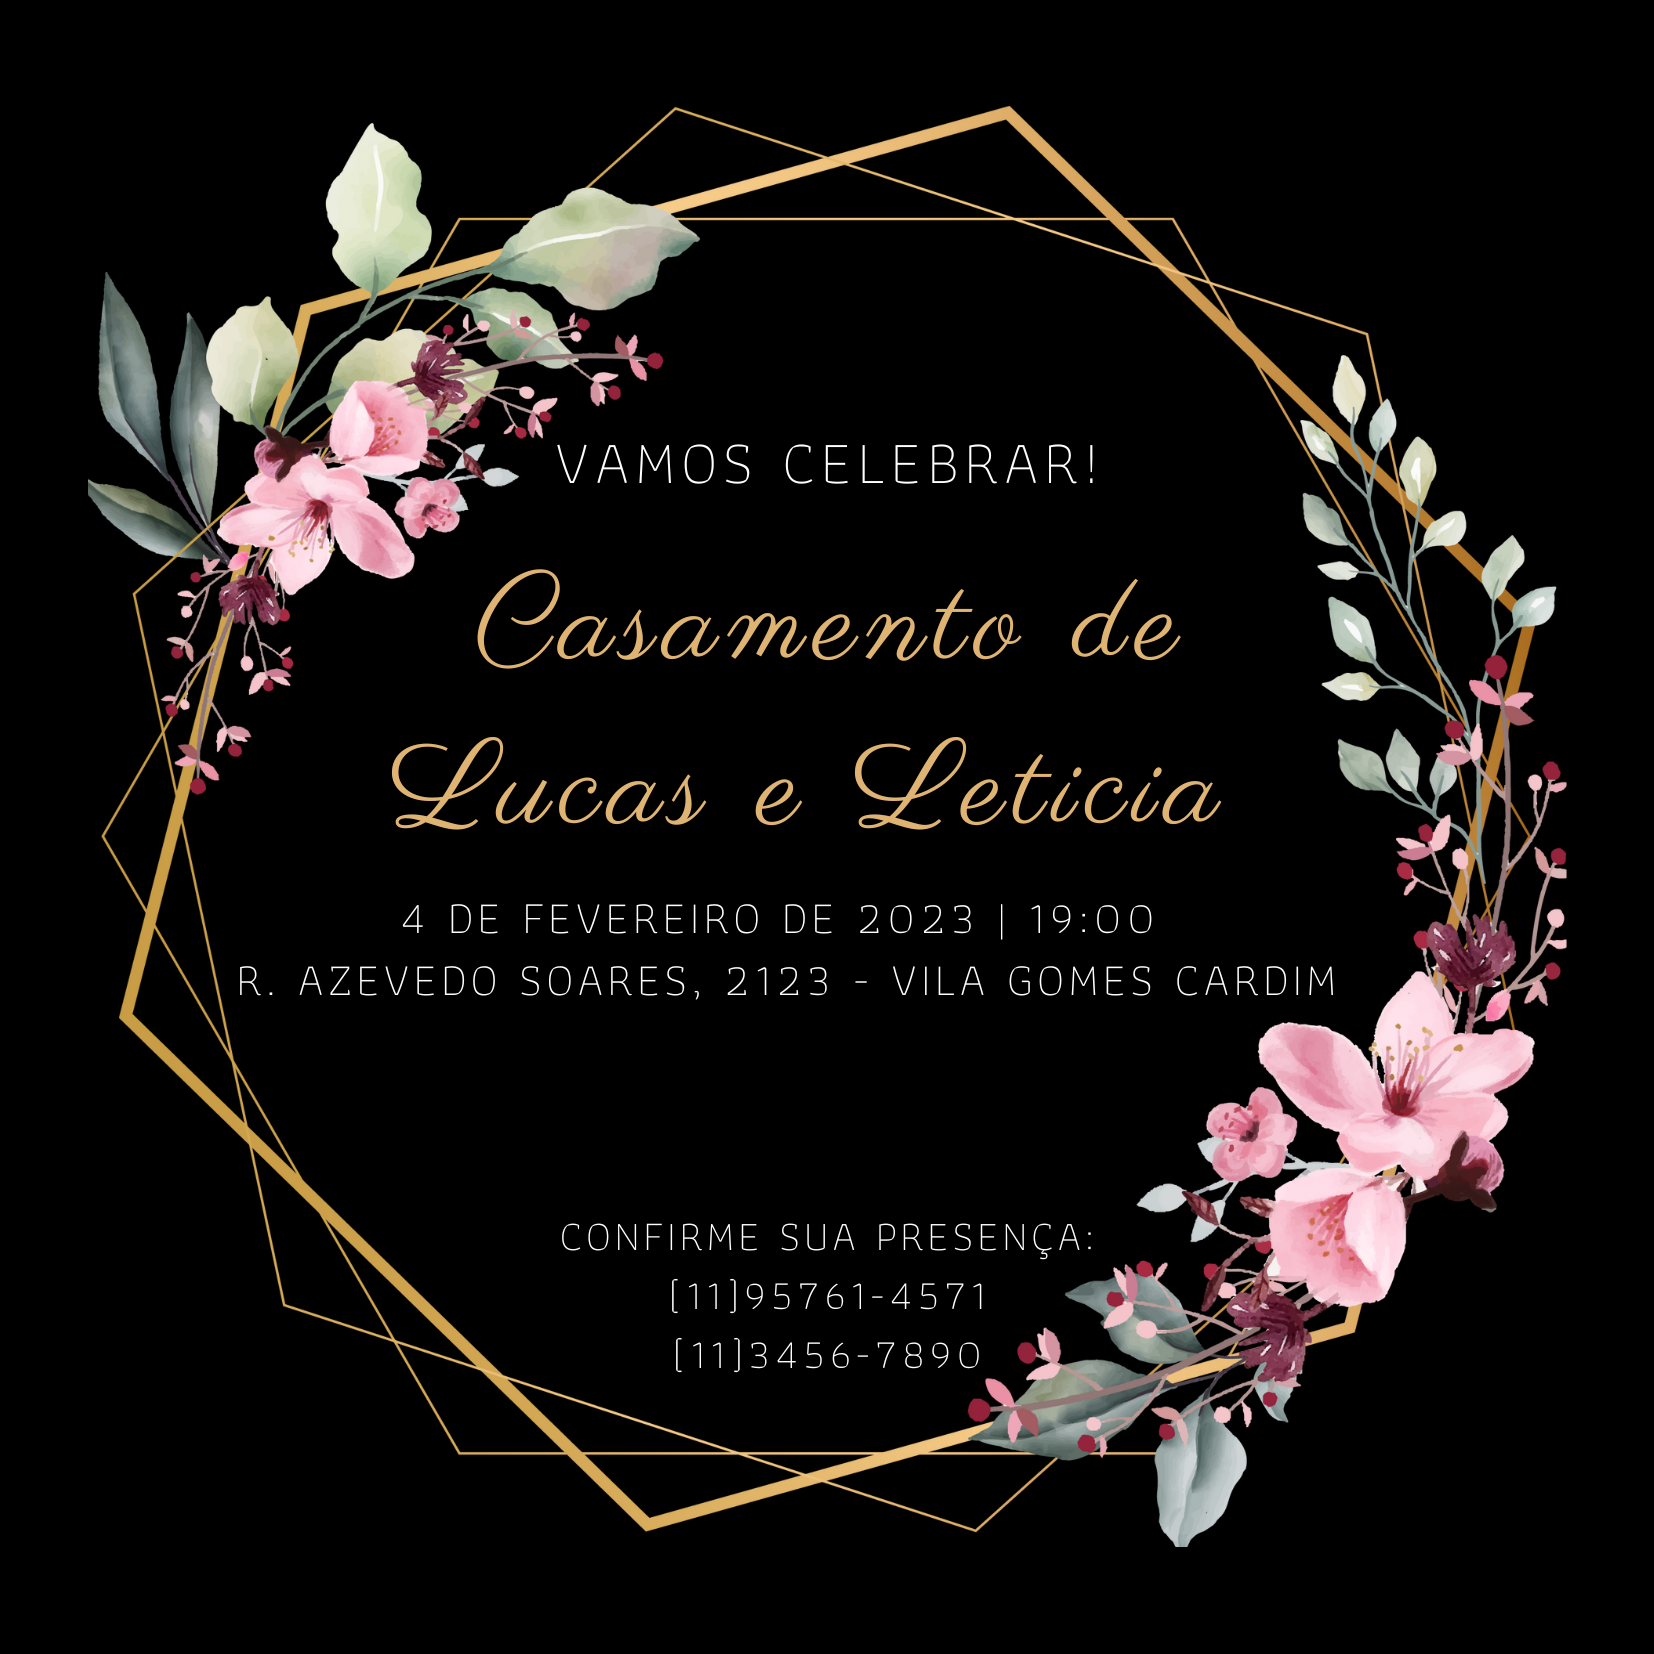 VAMOS CELEBRAR!
Casamento de
Lucas e Leticia
4 DE FEVEREIRO DE 2023 | 19:00
R. AZEVEDO SOARES, 2123 - VILA GOMES CARDIM
CONFIRME SUA PRESENÇA:
(11)95761-4571
(11)3456-7890